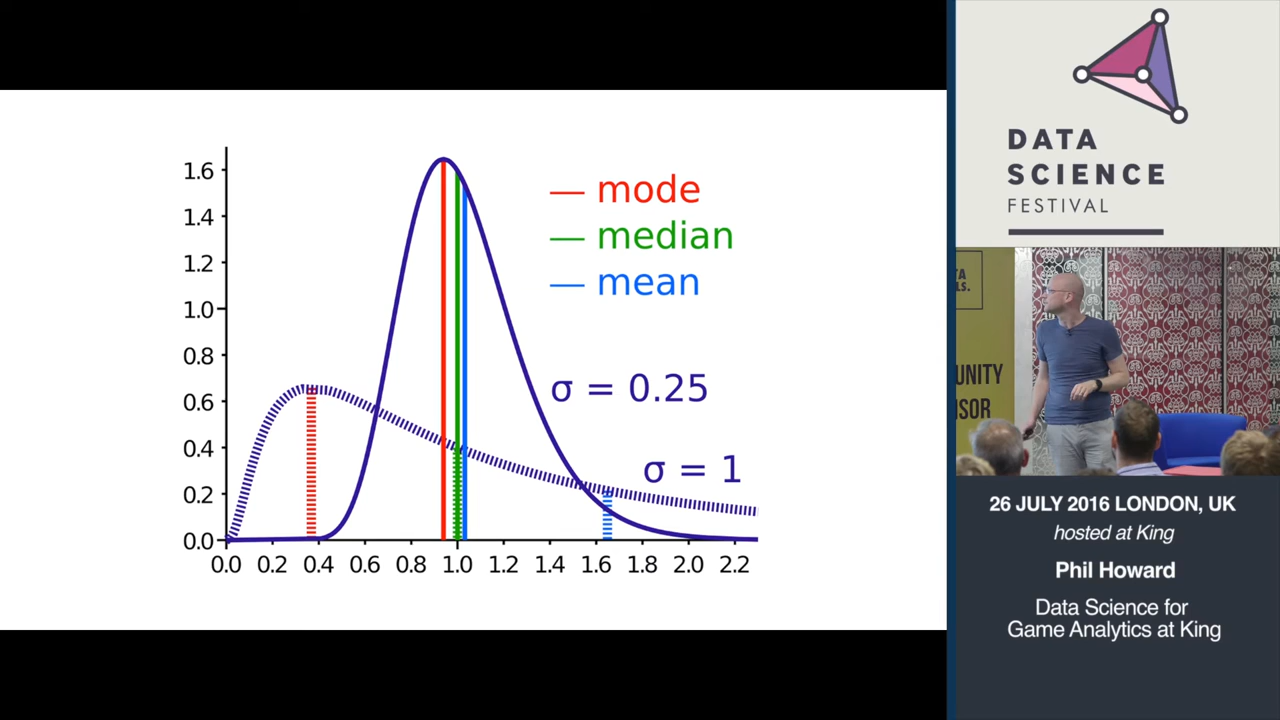 1.6
1.4
1.2
1.0
0.8
0.6
0.4
0.2
0.0
0.0 0.2 0.4 0.6 0.8 1.0 1.2 1.4 1.6 1.8 2.0 2.2
mode
median
mean
σ = 0.25
σ = 1
DATA
SCIENCE
FESTIVAL
26 JULY 2016 LONDON, UK
hosted at King
Phil Howard
Data Science for
Game Analytics at King